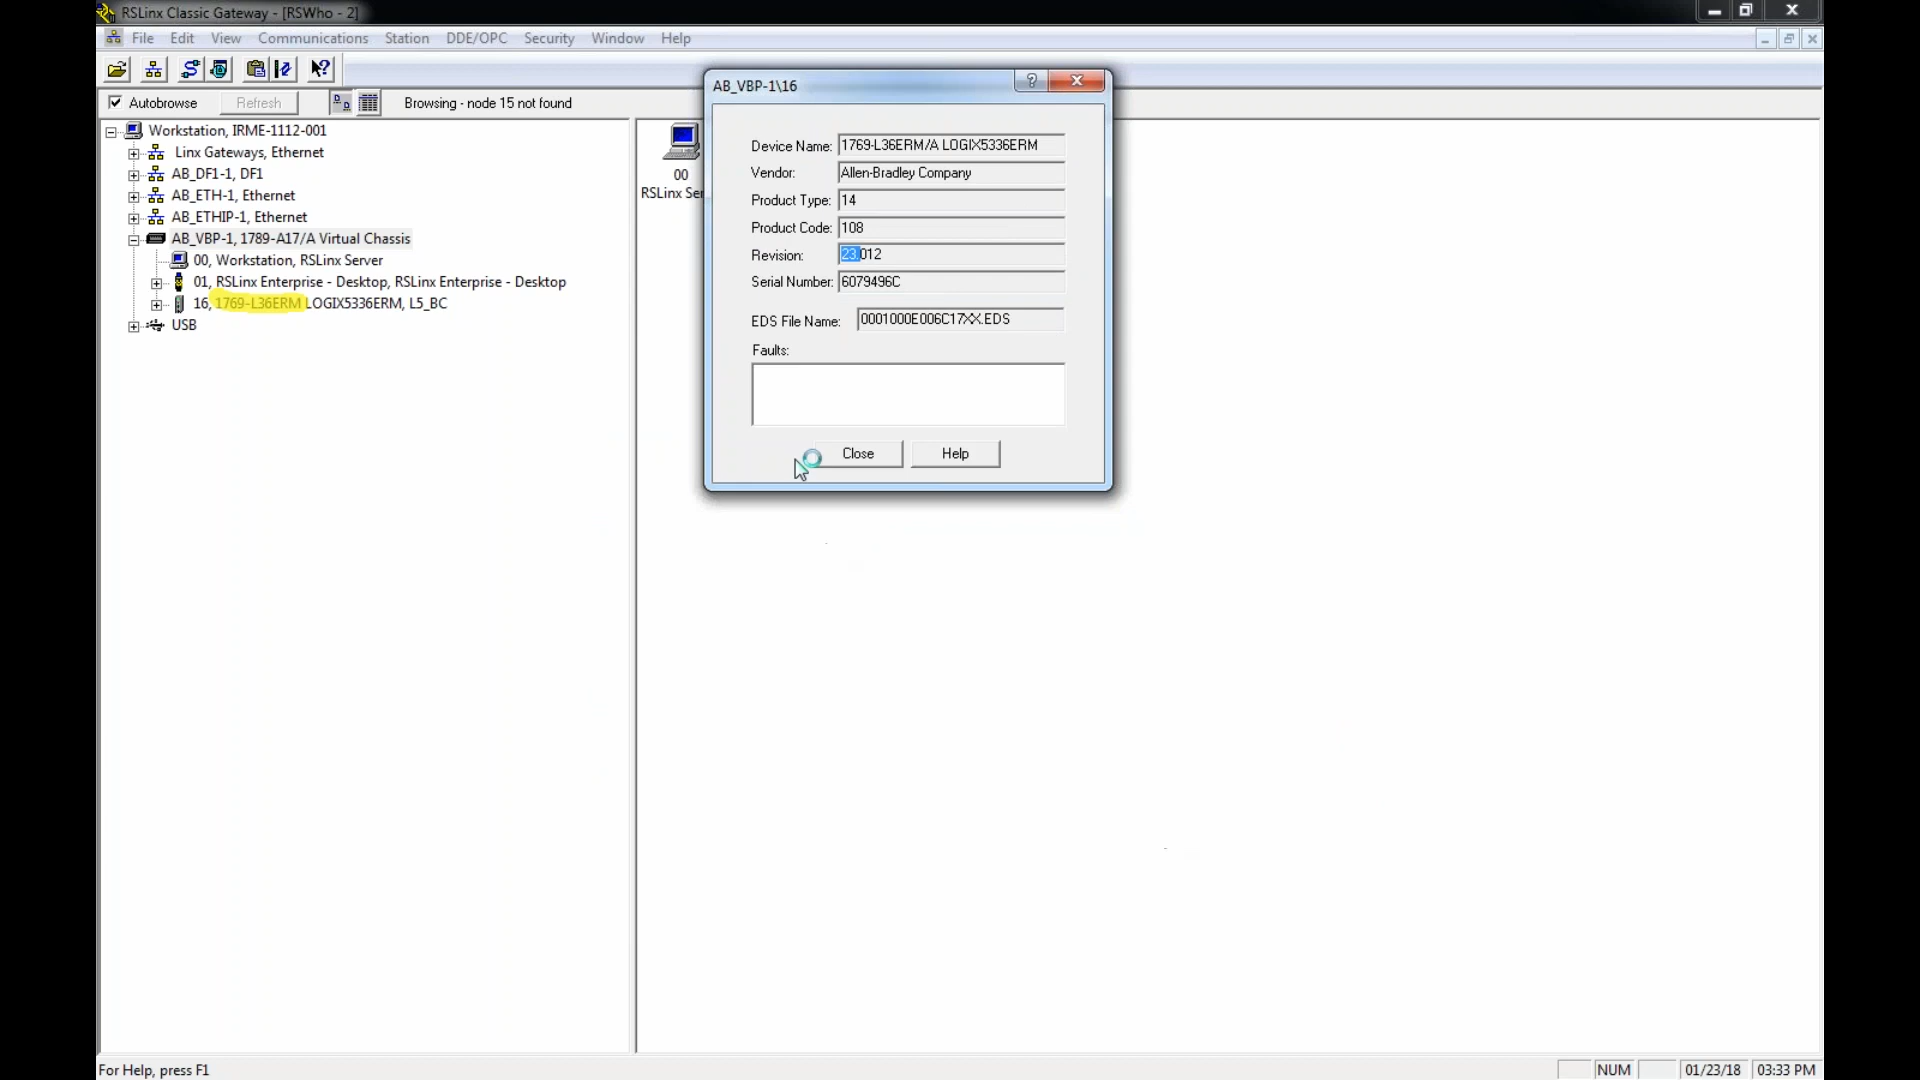 RSLinx Classic Gateway - [RSWho - 2]
File Edit View Communications Station DDE/OPC Security Window Help
Autobrowse Refresh Browsing - node 15 not found
Workstation, IRME-1112-001
Linx Gateways, Ethernet
AB_DF1-1, DF1
AB_ETH-1, Ethernet
AB_ETHIP-1, Ethernet
AB_VBP-1, 1789-A17/A Virtual Chassis
00, Workstation, RSLinx Server
01, RSLinx Enterprise - Desktop, RSLinx Enterprise - Desktop
16, 1769-L36ERM LOGIX5336ERM, L5_BC
USB
00
RSLinx Ser
AB_VBP-1\16
Device Name: 1769-L36ERM/A LOGIX5336ERM
Vendor: Allen-Bradley Company
Product Type: 14
Product Code: 108
Revision: 23.012
Serial Number: 6079496C
EDS File Name: 0001000E006C17XX.EDS
Faults:
Close Help
For Help, press F1
NUM 01/23/18 03:33 PM